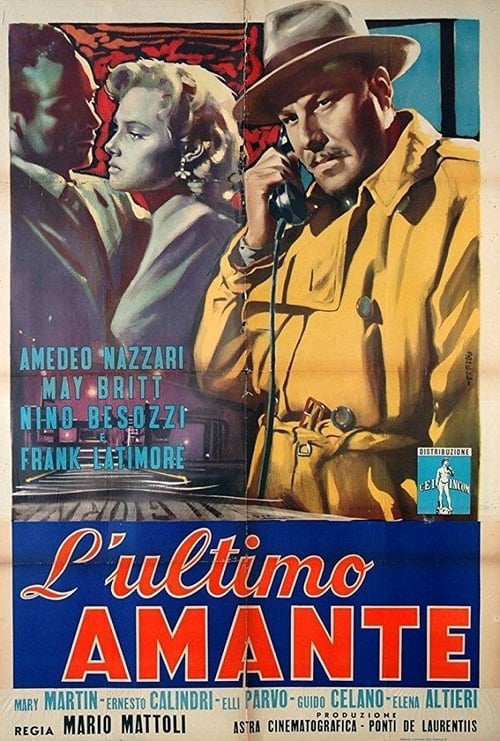 AMEDEO NAZZARI
MAY BRITT
NINO BESOZZI
E
FRANK LATIMORE
DISTRIBUZIONE
CEI INCOM
L'ultimo
AMANTE
MARY MARTIN - ERNESTO CALINDRI - ELLI PARVO - GUIDO CELANO - ELENA ALTIERI
PRODUZIONE
REGIA MARIO MATTOLI ASTRA CINEMATOGRAFICA - PONTI DE LAURENTIIS